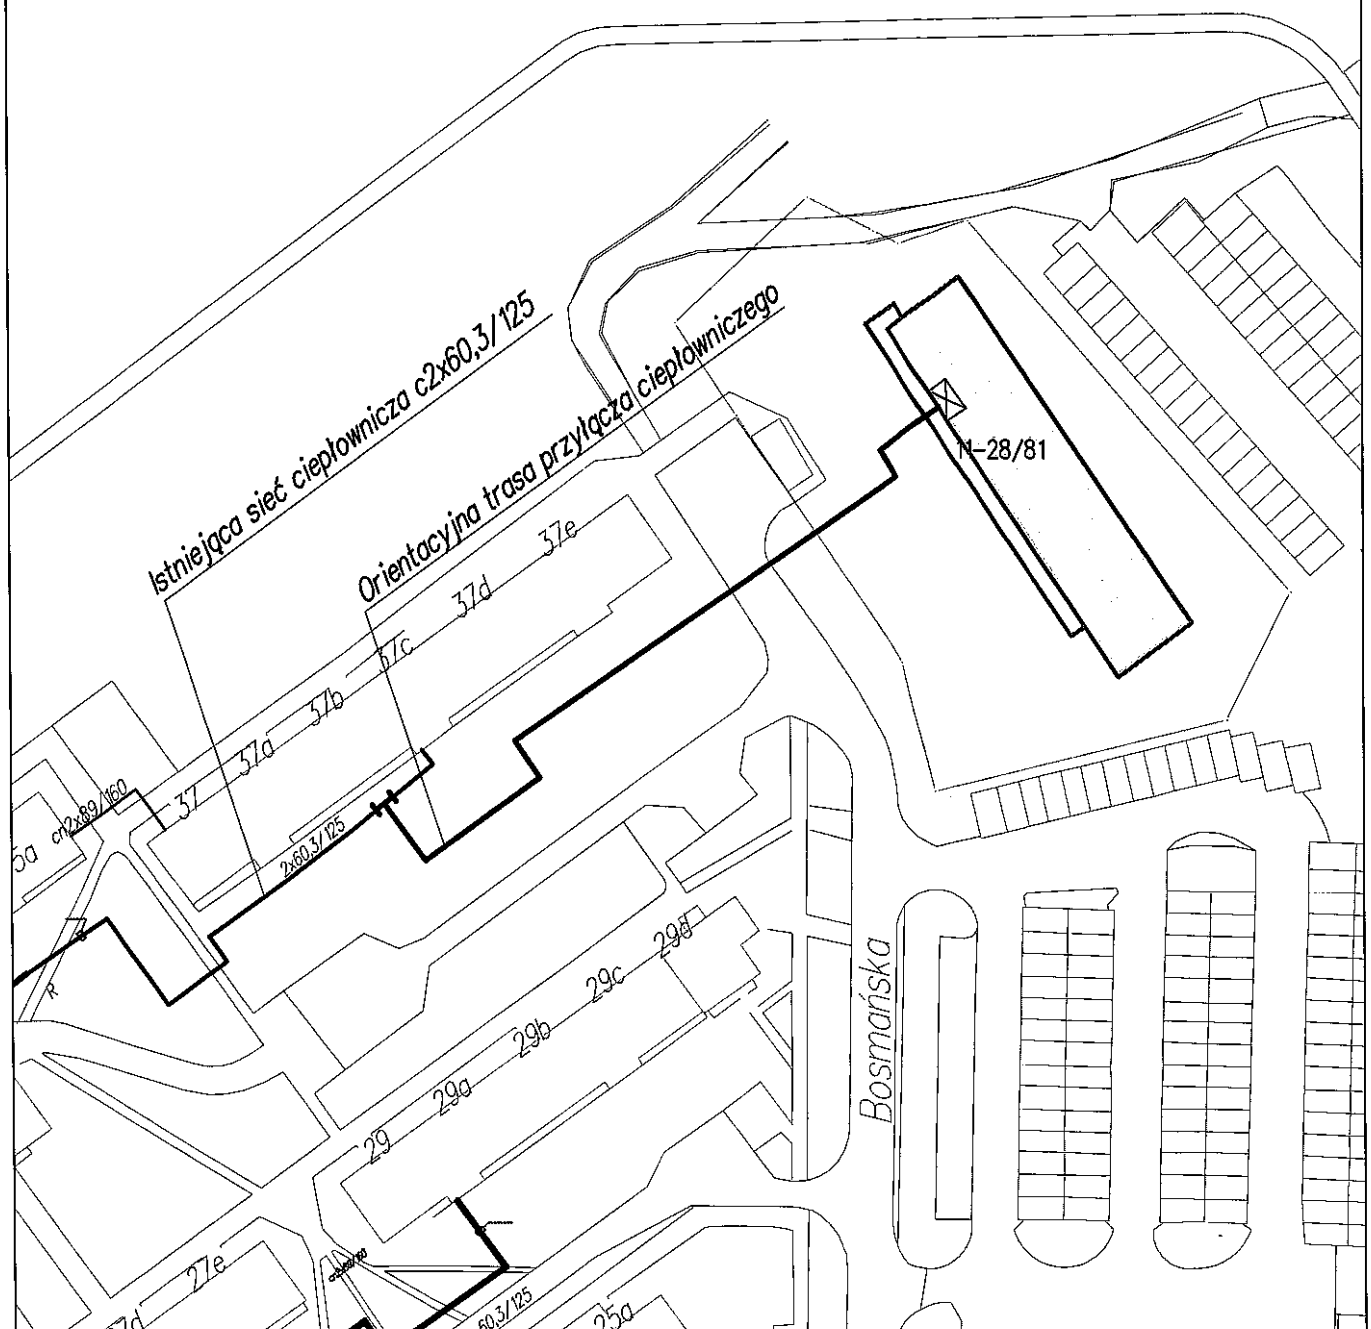 Istniejąca sieć ciepłownicza c2x60,3/125
Orientacyjna trasa przyłącza ciepłowniczego
11-28/81
37e
37d
37c
37b
37a
37
cn2x89/160
5a
2x60,3/125
R
29d
29c
29b
29a
29
Bosmańska
27e
7d
60,3/125
25a